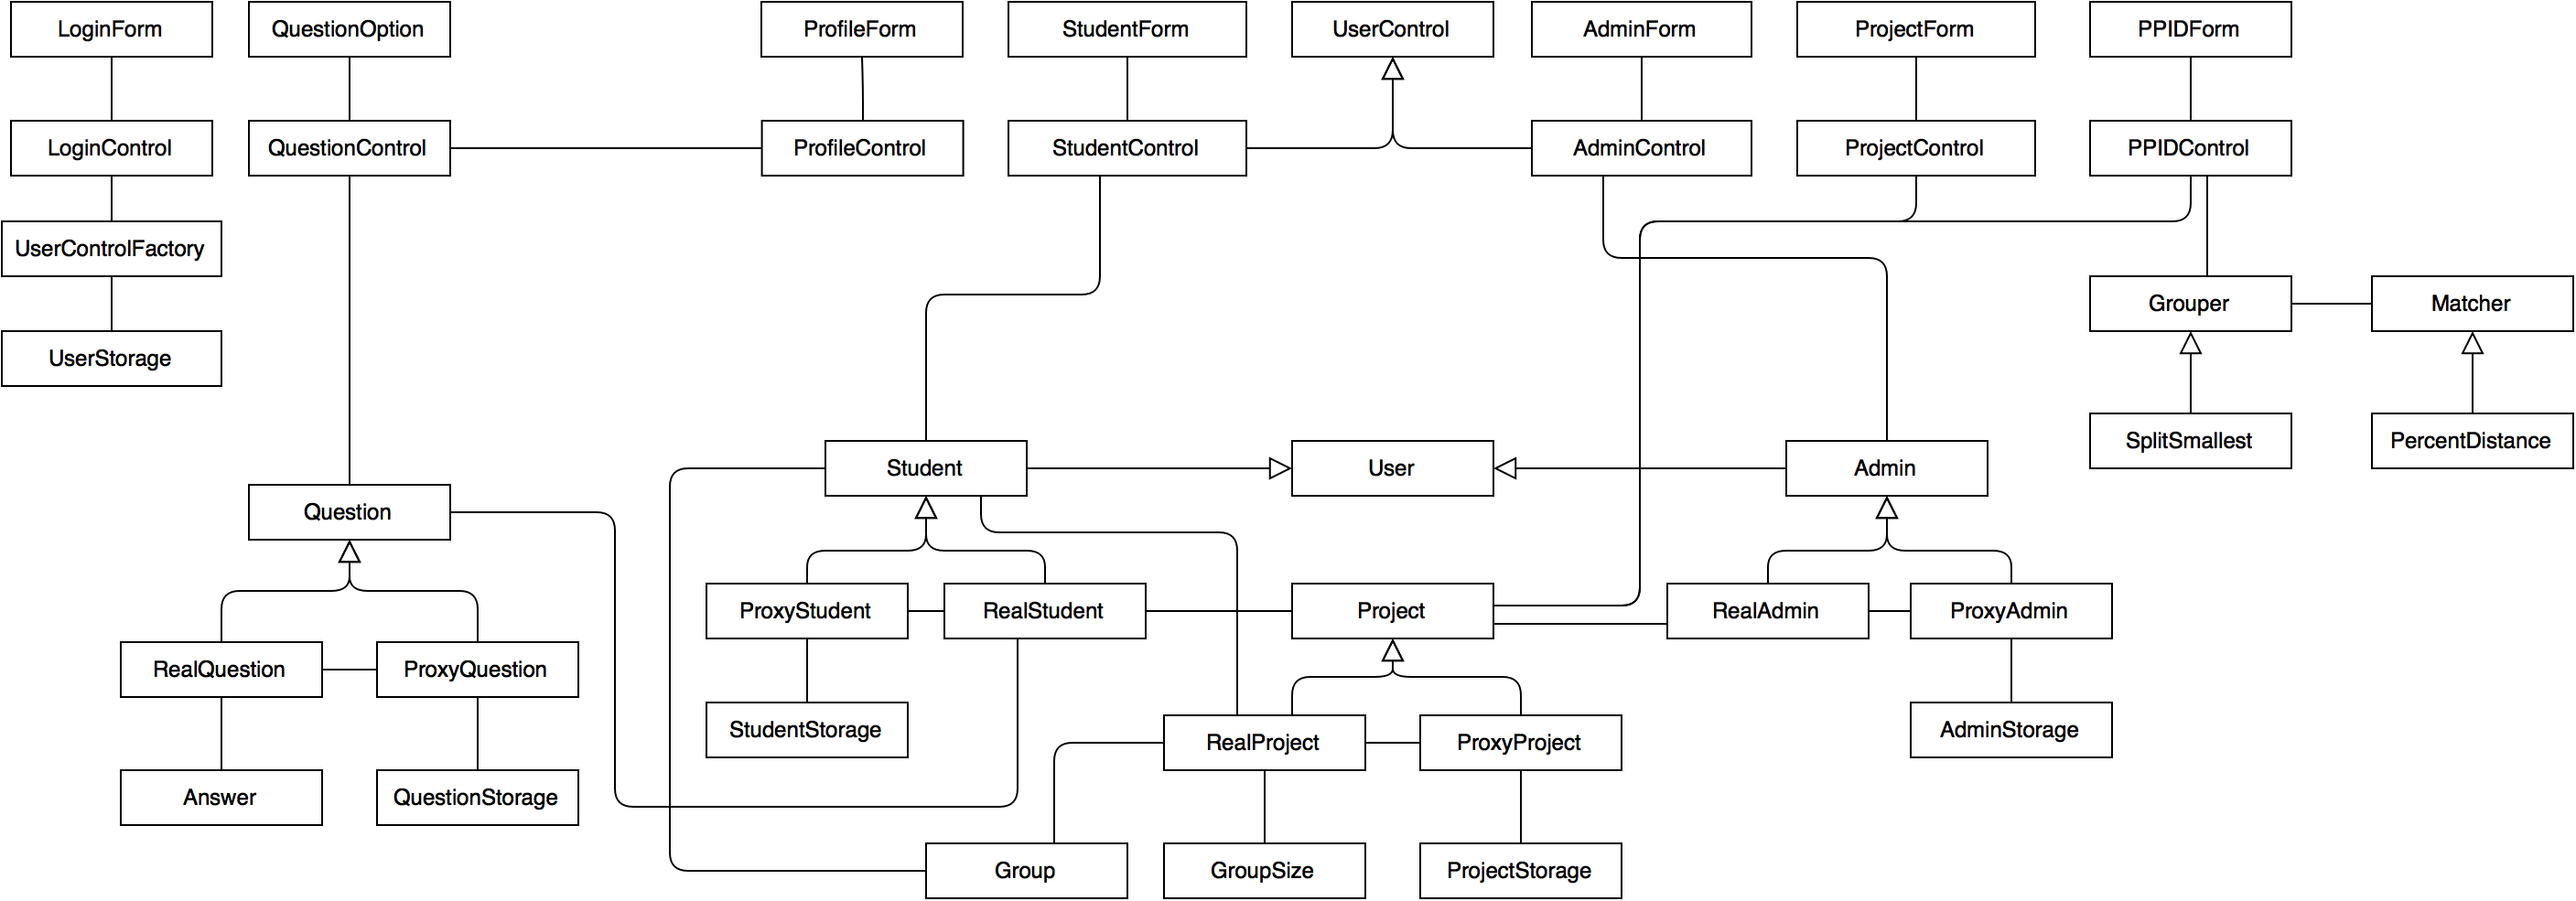 LoginForm
QuestionOption
ProfileForm
StudentForm
UserControl
AdminForm
ProjectForm
PPIDForm
LoginControl
QuestionControl
ProfileControl
StudentControl
AdminControl
ProjectControl
PPIDControl
UserControlFactory
Grouper
Matcher
UserStorage
SplitSmallest
PercentDistance
Student
User
Admin
Question
ProxyStudent
RealStudent
Project
RealAdmin
ProxyAdmin
RealQuestion
ProxyQuestion
StudentStorage
RealProject
ProxyProject
AdminStorage
Answer
QuestionStorage
Group
GroupSize
ProjectStorage